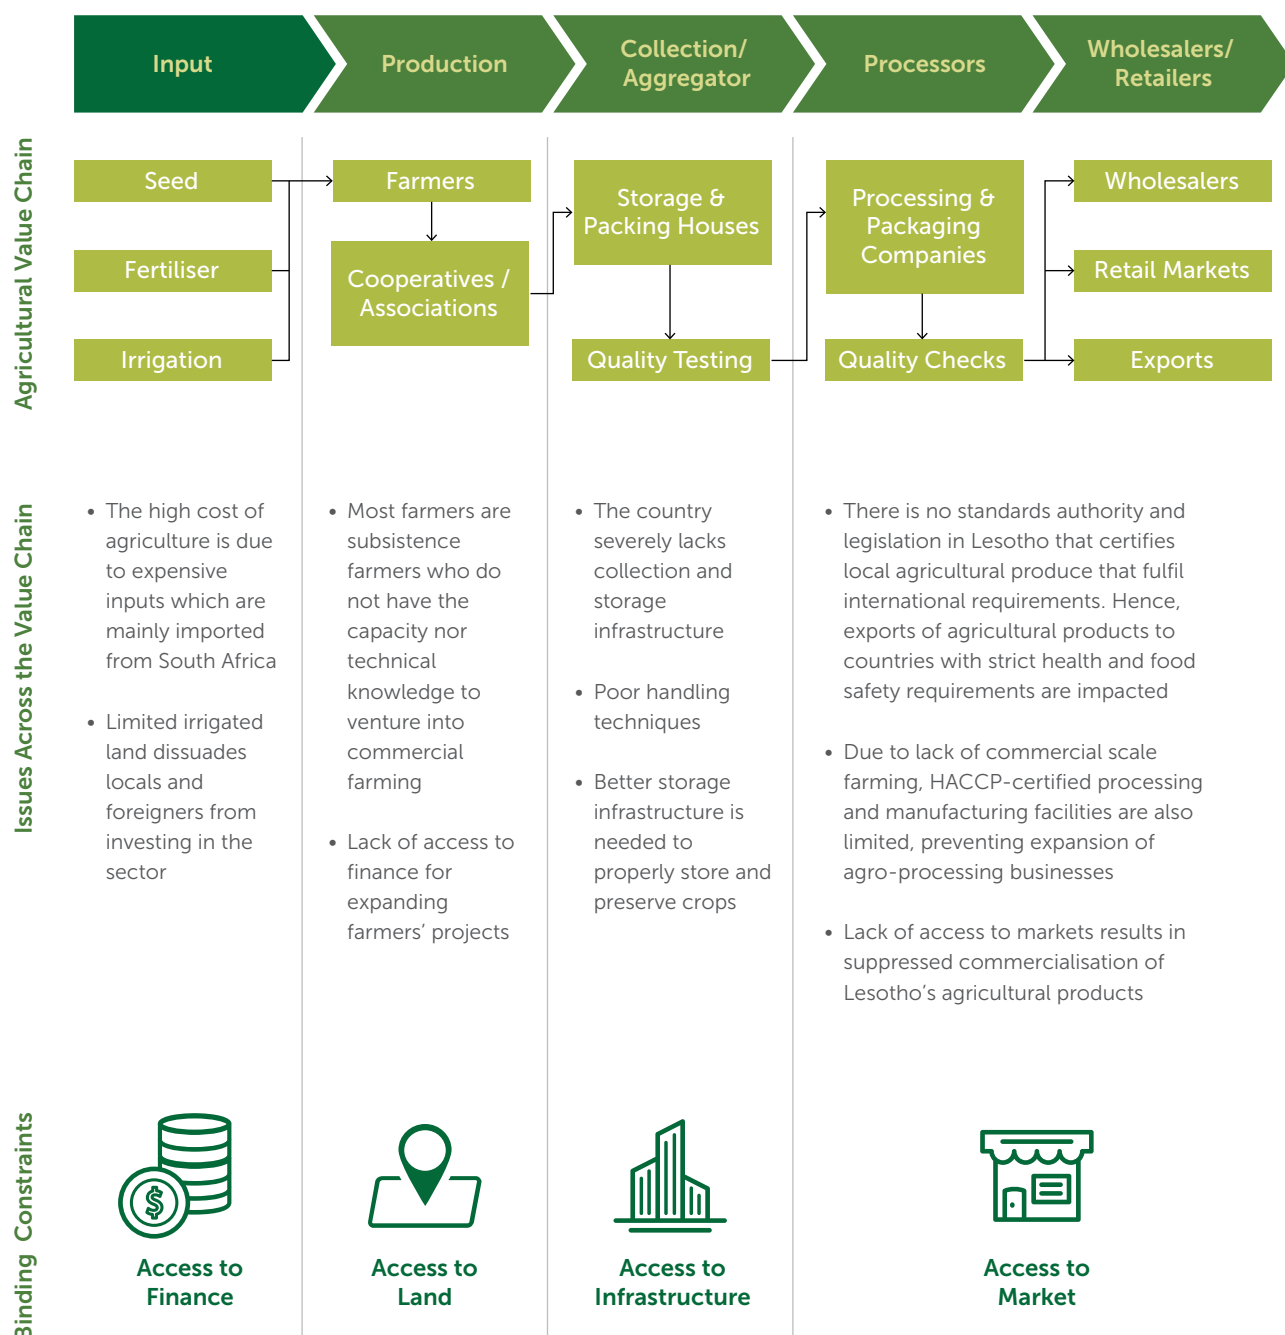 Input
Production
Collection/
Aggregator
Processors
Wholesalers/
Retailers
Agricultural Value Chain
Seed
Fertiliser
Irrigation
Farmers
Cooperatives /
Associations
Storage &
Packing Houses
Quality Testing
Processing &
Packaging
Companies
Quality Checks
Wholesalers
Retail Markets
Exports
Issues Across the Value Chain
• The high cost of
agriculture is due
to expensive
inputs which are
mainly imported
from South Africa
• Limited irrigated
land dissuades
locals and
foreigners from
investing in the
sector
• Most farmers are
subsistence
farmers who do
not have the
capacity nor
technical
knowledge to
venture into
commercial
farming
• Lack of access to
finance for
expanding
farmers’ projects
• The country
severely lacks
collection and
storage
infrastructure
• Poor handling
techniques
• Better storage
infrastructure is
needed to
properly store and
preserve crops
• There is no standards authority and
legislation in Lesotho that certifies
local agricultural produce that fulfil
international requirements. Hence,
exports of agricultural products to
countries with strict health and food
safety requirements are impacted
• Due to lack of commercial scale
farming, HACCP-certified processing
and manufacturing facilities are also
limited, preventing expansion of
agro-processing businesses
• Lack of access to markets results in
suppressed commercialisation of
Lesotho’s agricultural products
Binding Constraints
$
Access to
Finance
Access to
Land
Access to
Infrastructure
Access to
Market